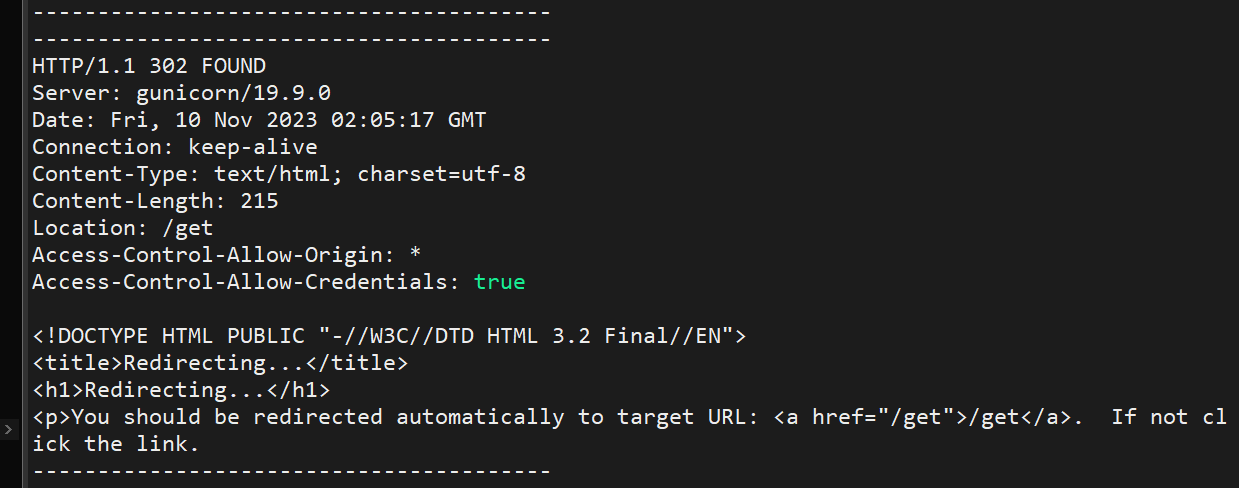 ----------------------------------------
----------------------------------------
HTTP/1.1 302 FOUND
Server: gunicorn/19.9.0
Date: Fri, 10 Nov 2023 02:05:17 GMT
Connection: keep-alive
Content-Type: text/html; charset=utf-8
Content-Length: 215
Location: /get
Access-Control-Allow-Origin: *
Access-Control-Allow-Credentials: true

<!DOCTYPE HTML PUBLIC "-//W3C//DTD HTML 3.2 Final//EN">
<title>Redirecting...</title>
<h1>Redirecting...</h1>
<p>You should be redirected automatically to target URL: <a href="/get">/get</a>.  If not cl
ick the link.
----------------------------------------